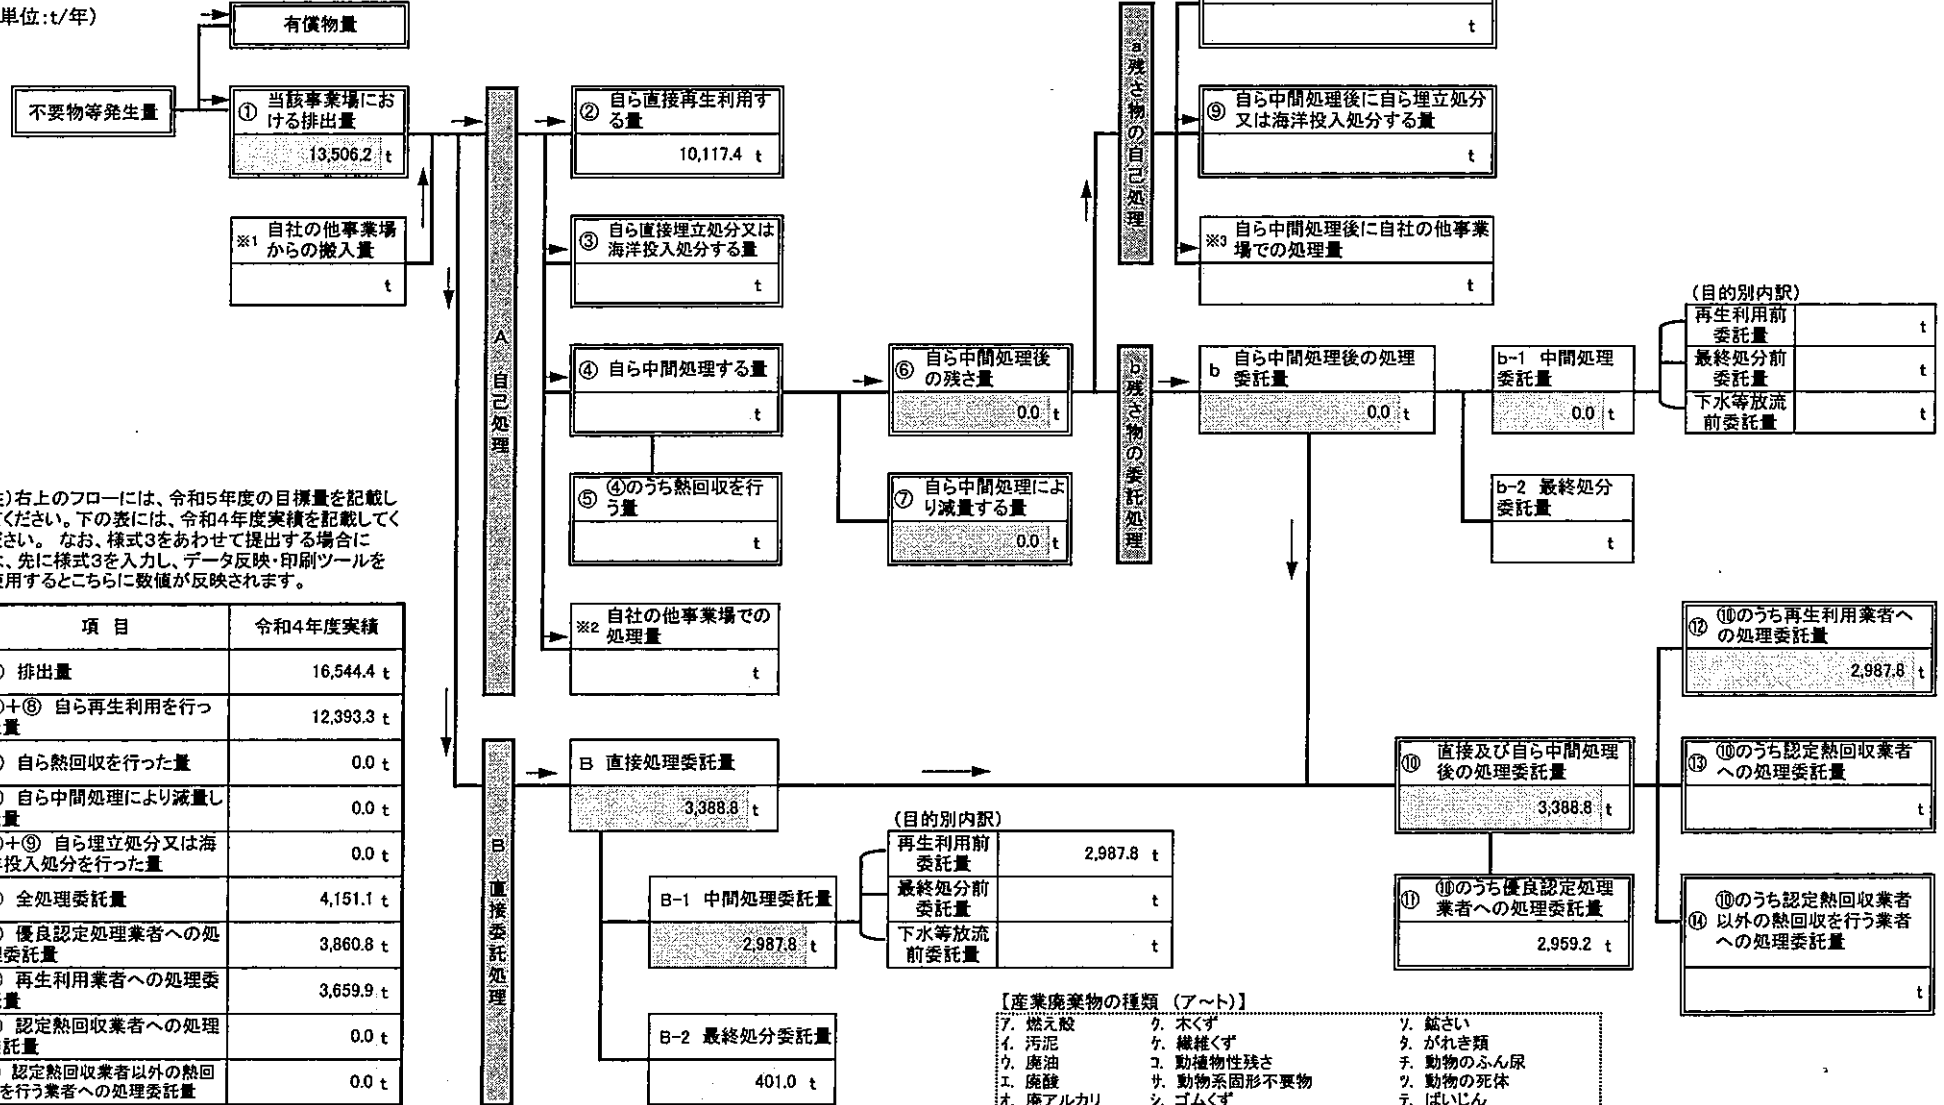 単位:t/年)
有償物量
不要物等発生量
① 当該事業場にお
ける排出量
13,506.2 t
※1 自社の他事業場
からの搬入量
t
A 自己処理
② 自ら直接再生利用す
る量
10,117.4 t
③ 自ら直接埋立処分又は
海洋投入処分する量
t
④ 自ら中間処理する量
t
⑤ ④のうち熱回収を行
う量
t
※2 自社の他事業場での
処理量
t
⑥ 自ら中間処理後
の残さ量
0.0 t
⑦ 自ら中間処理によ
り減量する量
0.0 t
a 残さ物の自己処理
t
⑨ 自ら中間処理後に自ら埋立処分
又は海洋投入処分する量
t
※3 自ら中間処理後に自社の他事業
場での処理量
t
b 残さ物の委託処理
b 自ら中間処理後の処理
委託量
0.0 t
b-1 中間処理
委託量
0.0 t
(目的別内訳)
再生利用前
委託量
t
最終処分前
委託量
t
下水等放流
前委託量
t
b-2 最終処分
委託量
t
)右上のフローには、令和5年度の目標量を記載し
ください。下の表には、令和4年度実績を記載してく
さい。 なお、様式3をあわせて提出する場合に
、先に様式3を入力し、データ反映・印刷ツールを
使用するとこちらに数値が反映されます。
項 目 令和4年度実績
) 排出量 16,544.4 t
)+⑧ 自ら再生利用を行っ
量 12,393.3 t
) 自ら熱回収を行った量 0.0 t
) 自ら中間処理により減量し
量 0.0 t
)+⑨ 自ら埋立処分又は海
投入処分を行った量 0.0 t
) 全処理委託量 4,151.1 t
) 優良認定処理業者への処
委託量 3,860.8 t
) 再生利用業者への処理委
量 3,659.9 t
) 認定熱回収業者への処理
託量 0.0 t
) 認定熱回収業者以外の熱回
を行う業者への処理委託量 0.0 t
B 直接委託処理
B 直接処理委託量
3,388.8 t
B-1 中間処理委託量
2,987.8 t
(目的別内訳)
再生利用前
委託量
2,987.8 t
最終処分前
委託量
t
下水等放流
前委託量
t
B-2 最終処分委託量
401.0 t
⑩ 直接及び自ら中間処理
後の処理委託量
3,388.8 t
⑪ ⑩のうち優良認定処理
業者への処理委託量
2,959.2 t
⑫ ⑩のうち再生利用業者へ
の処理委託量
2,987.8 t
⑬ ⑩のうち認定熱回収業者
への処理委託量
t
⑭ ⑩のうち認定熱回収業者
以外の熱回収を行う業者
への処理委託量
t
【産業廃棄物の種類 (ア~ト)】
ア. 燃え殻 ク. 木くず ソ. 鉱さい
イ. 汚泥 ケ. 繊維くず タ. がれき類
ウ. 廃油 コ. 動植物性残さ チ. 動物のふん尿
エ. 廃酸 サ. 動物系固形不要物 ツ. 動物の死体
オ. 廃アルカリ シ. ゴムくず テ. ばいじん